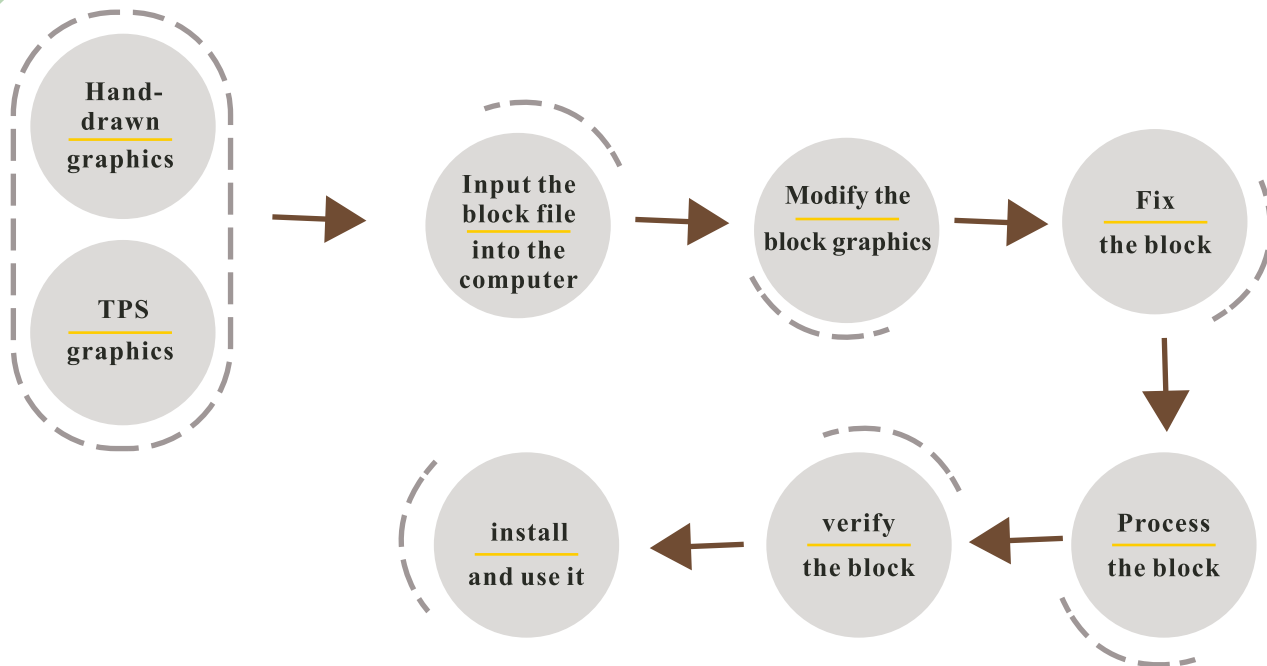 Hand-
drawn
graphics
TPS
graphics
Input the
block file
into the
computer
Modify the
block graphics
Fix
the block
Process
the block
verify
the block
install
and use it